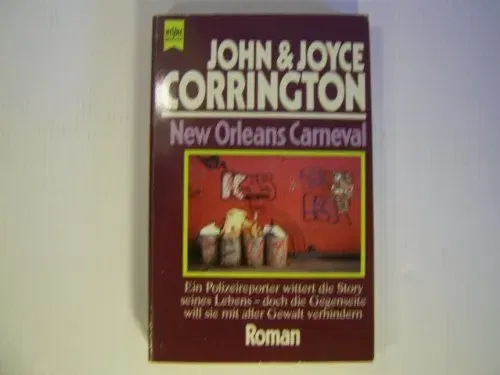 JOHN & JOYCE
CORRINGTON
New Orleans Carneval
Ein Polizeireporter wittert die Story
seines Lebens – doch die Gegenseite
will sie mit aller Gewalt verhindern
Roman